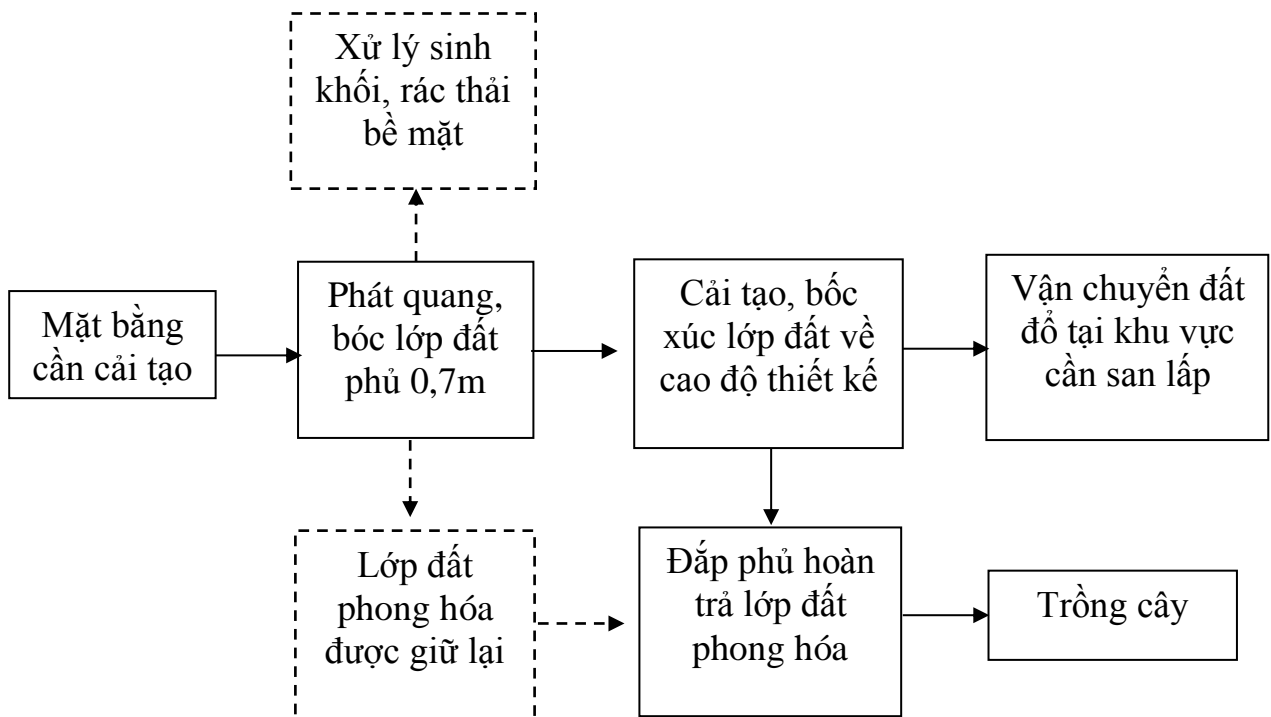 Xử lý sinh
khối, rác thải
bề mặt
Mặt bằng
cần cải tạo
Phát quang,
bóc lớp đất
phủ 0,7m
Cải tạo, bốc
xúc lớp đất về
cao độ thiết kế
Vận chuyển đất
đổ tại khu vực
cần san lấp
Lớp đất
phong hóa
được giữ lại
Đắp phủ hoàn
trả lớp đất
phong hóa
Trồng cây